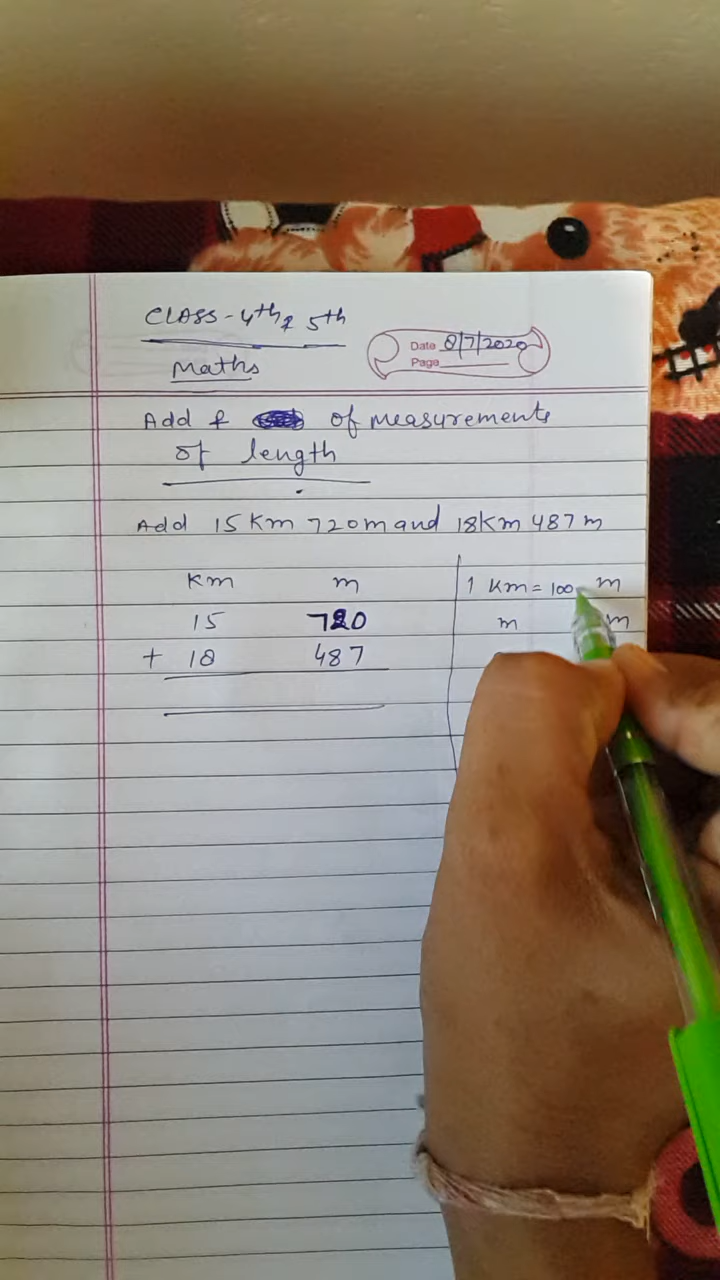 CLASS - 4th & 5th
Date 8/7/2020
Maths
Page
Add & of measurements
of length
Add 15 Km 720 m and 18 Km 487 m
Km m
15 720
+ 18 487
1 Km = 100 m
m m